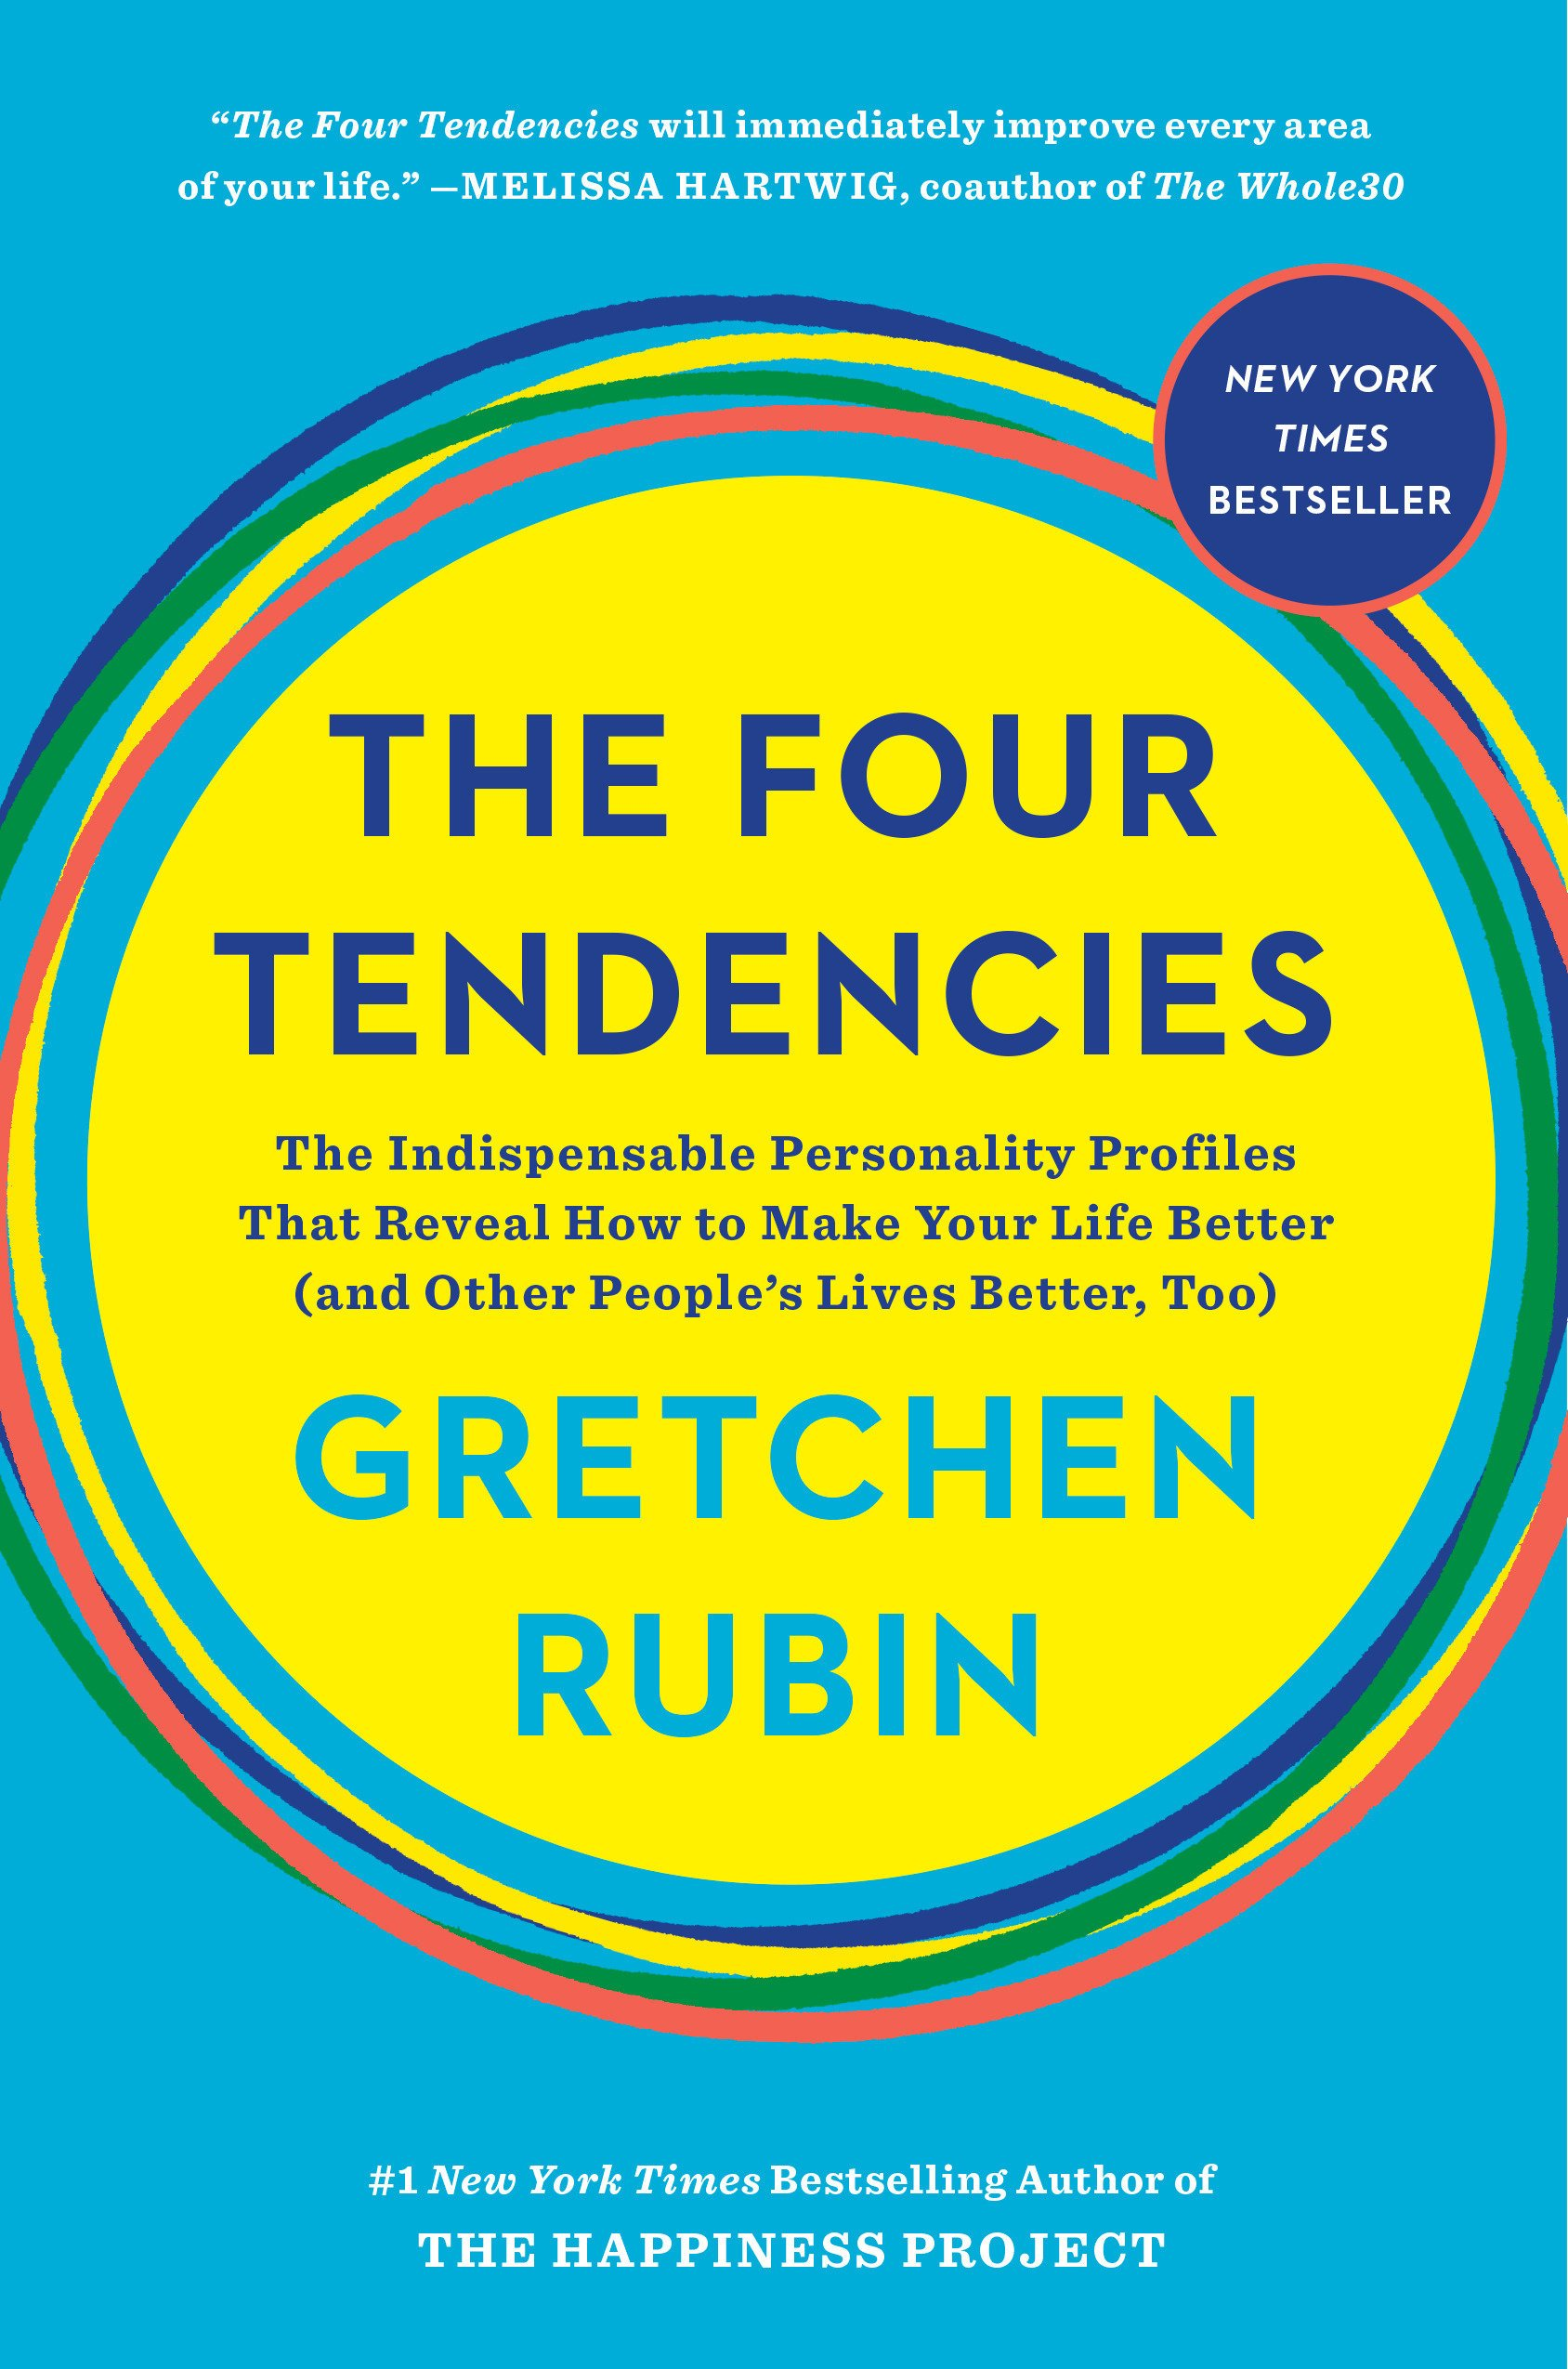 “The Four Tendencies will immediately improve every area
of your life.” —MELISSA HARTWIG, coauthor of The Whole30
NEW YORK
TIMES
BESTSELLER
THE FOUR
TENDENCIES
The Indispensable Personality Profiles
That Reveal How to Make Your Life Better
(and Other People’s Lives Better, Too)
GRETCHEN
RUBIN
#1 New York Times Bestselling Author of
THE HAPPINESS PROJECT